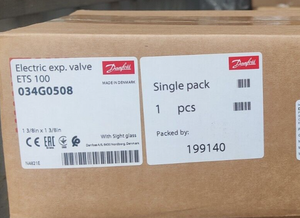 Electric exp. valve
ETS 100
034G0508
Danfoss
MADE IN DENMARK
1 3/8in x 1 3/8in
With Sight glass
CE
Danfoss
Single pack
1 pcs
Packed by:
199140